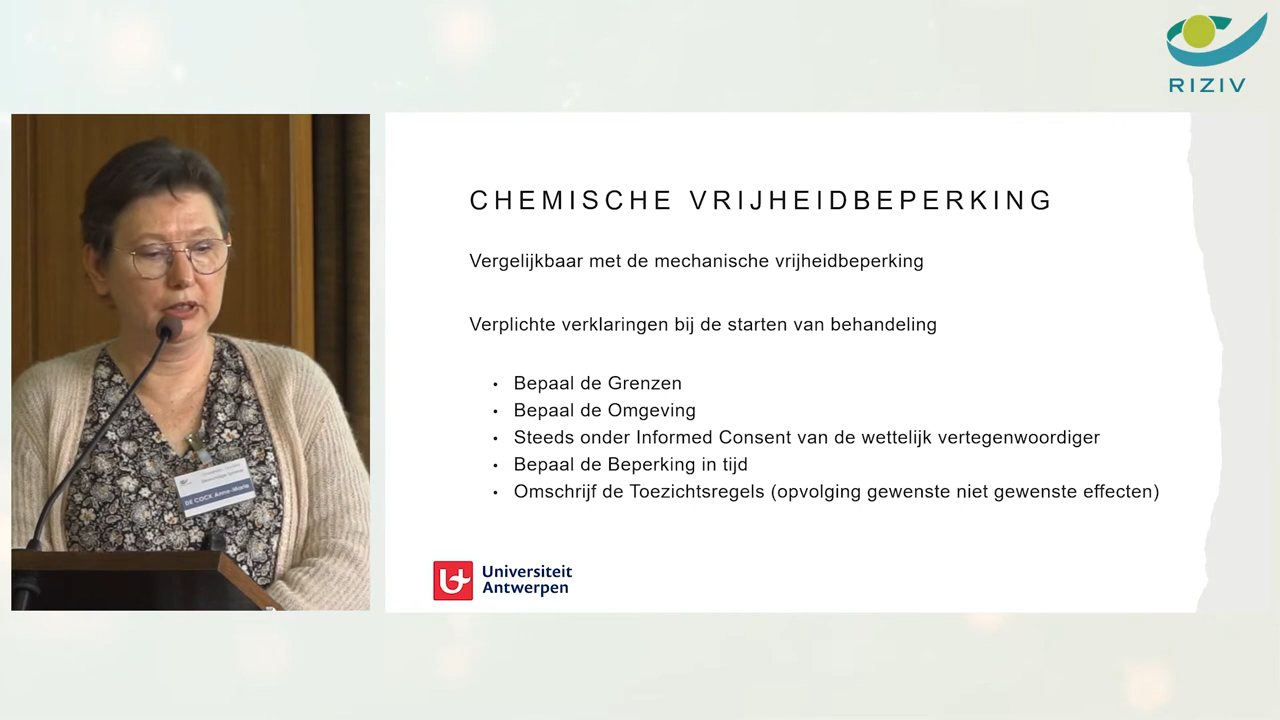 RIZIV
CHEMISCHE VRIJHEIDBEPERKING
Vergelijkbaar met de mechanische vrijheidbeperking
Verplichte verklaringen bij de starten van behandeling
• Bepaal de Grenzen
• Bepaal de Omgeving
• Steeds onder Informed Consent van de wettelijk vertegenwoordiger
• Bepaal de Beperking in tijd
• Omschrijf de Toezichtsregels (opvolging gewenste niet gewenste effecten)
DE COCK Anne-Marie
Universiteit
Antwerpen